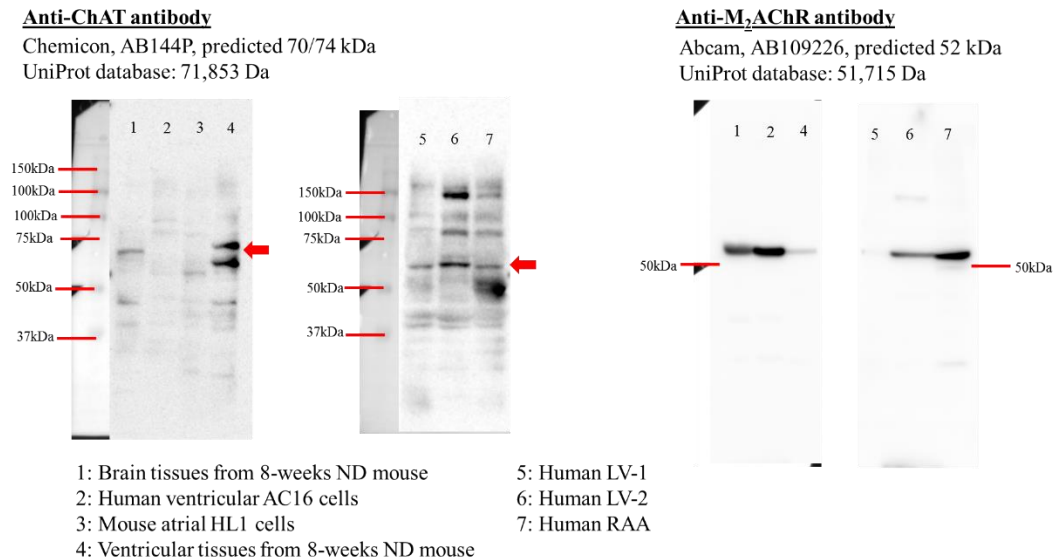 Anti-ChAT antibody
Chemicon, AB144P, predicted 70/74 kDa
UniProt database: 71,853 Da
Anti-M₂AChR antibody
Abcam, AB109226, predicted 52 kDa
UniProt database: 51,715 Da
1 2 3 4
150kDa
100kDa
100kDa
75kDa
50kDa
37kDa
5 6 7
150kDa
100kDa
75kDa
50kDa
37kDa
1 2 4
50kDa
5 6 7
50kDa
1: Brain tissues from 8-weeks ND mouse
2: Human ventricular AC16 cells
3: Mouse atrial HL1 cells
4: Ventricular tissues from 8-weeks ND mouse
5: Human LV-1
6: Human LV-2
7: Human RAA